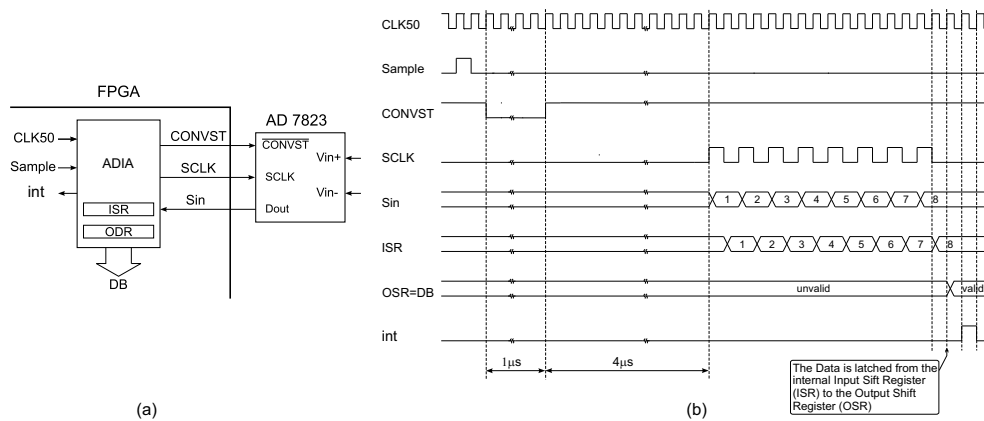 FPGA
CLK50
Sample
int
ADIA
ISR
ODR
DB
CONVST
SCLK
Sin
AD 7823
CONVST
SCLK
Dout
Vin+
Vin-
(a)
CLK50
Sample
CONVST
SCLK
Sin
1 2 3 4 5 6 7 8
ISR
1 2 3 4 5 6 7 8
OSR=DB
unvalid
valid
int
1μs
4μs
The Data is latched from the
internal Input Sift Register
(ISR) to the Output Shift
Register (OSR)
(b)